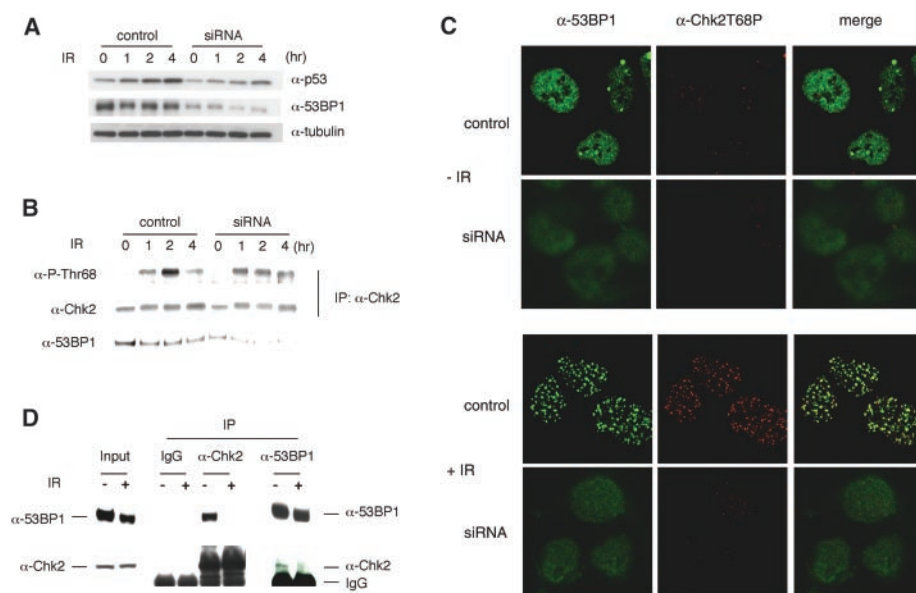 A
control siRNA
IR 0 1 2 4 0 1 2 4 (hr)
α-p53
α-53BP1
α-tubulin
B
control siRNA
IR 0 1 2 4 0 1 2 4 (hr)
α-P-Thr68
α-Chk2
IP: α-Chk2
α-53BP1
D
IP
Input IgG α-Chk2 α-53BP1
IR - + - + - + - +
α-53BP1 α-53BP1
α-Chk2 α-Chk2
IgG
C
α-53BP1 α-Chk2T68P merge
control
- IR
siRNA
control
+ IR
siRNA